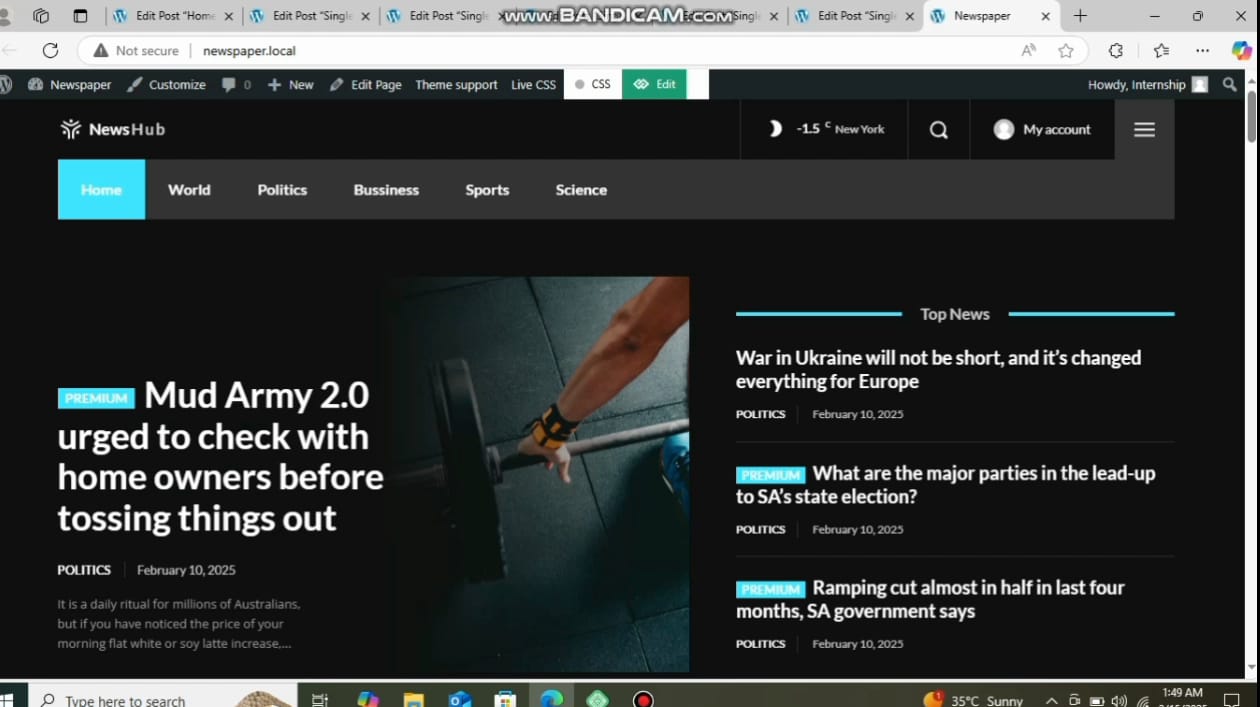 Edit Post "Home
Edit Post "Single
Edit Post "Single
Single
Edit Post "Single
Newspaper
www.BANDICAM.com
Not secure
newspaper.local
Newspaper
Customize
0
New
Edit Page
Theme support
Live CSS
CSS
Edit
Howdy, Internship
NewsHub
-1.5 C New York
My account
Home
World
Politics
Bussiness
Sports
Science
PREMIUM Mud Army 2.0
urged to check with
home owners before
tossing things out
POLITICS
February 10, 2025
It is a daily ritual for millions of Australians,
but if you have noticed the price of your
morning flat white or soy latte increase,...
Top News
War in Ukraine will not be short, and it's changed
everything for Europe
POLITICS
February 10, 2025
PREMIUM What are the major parties in the lead-up
to SA's state election?
POLITICS
February 10, 2025
PREMIUM Ramping cut almost in half in last four
months, SA government says
POLITICS
February 10, 2025
Type here to search
35°C Sunny
1:49 AM